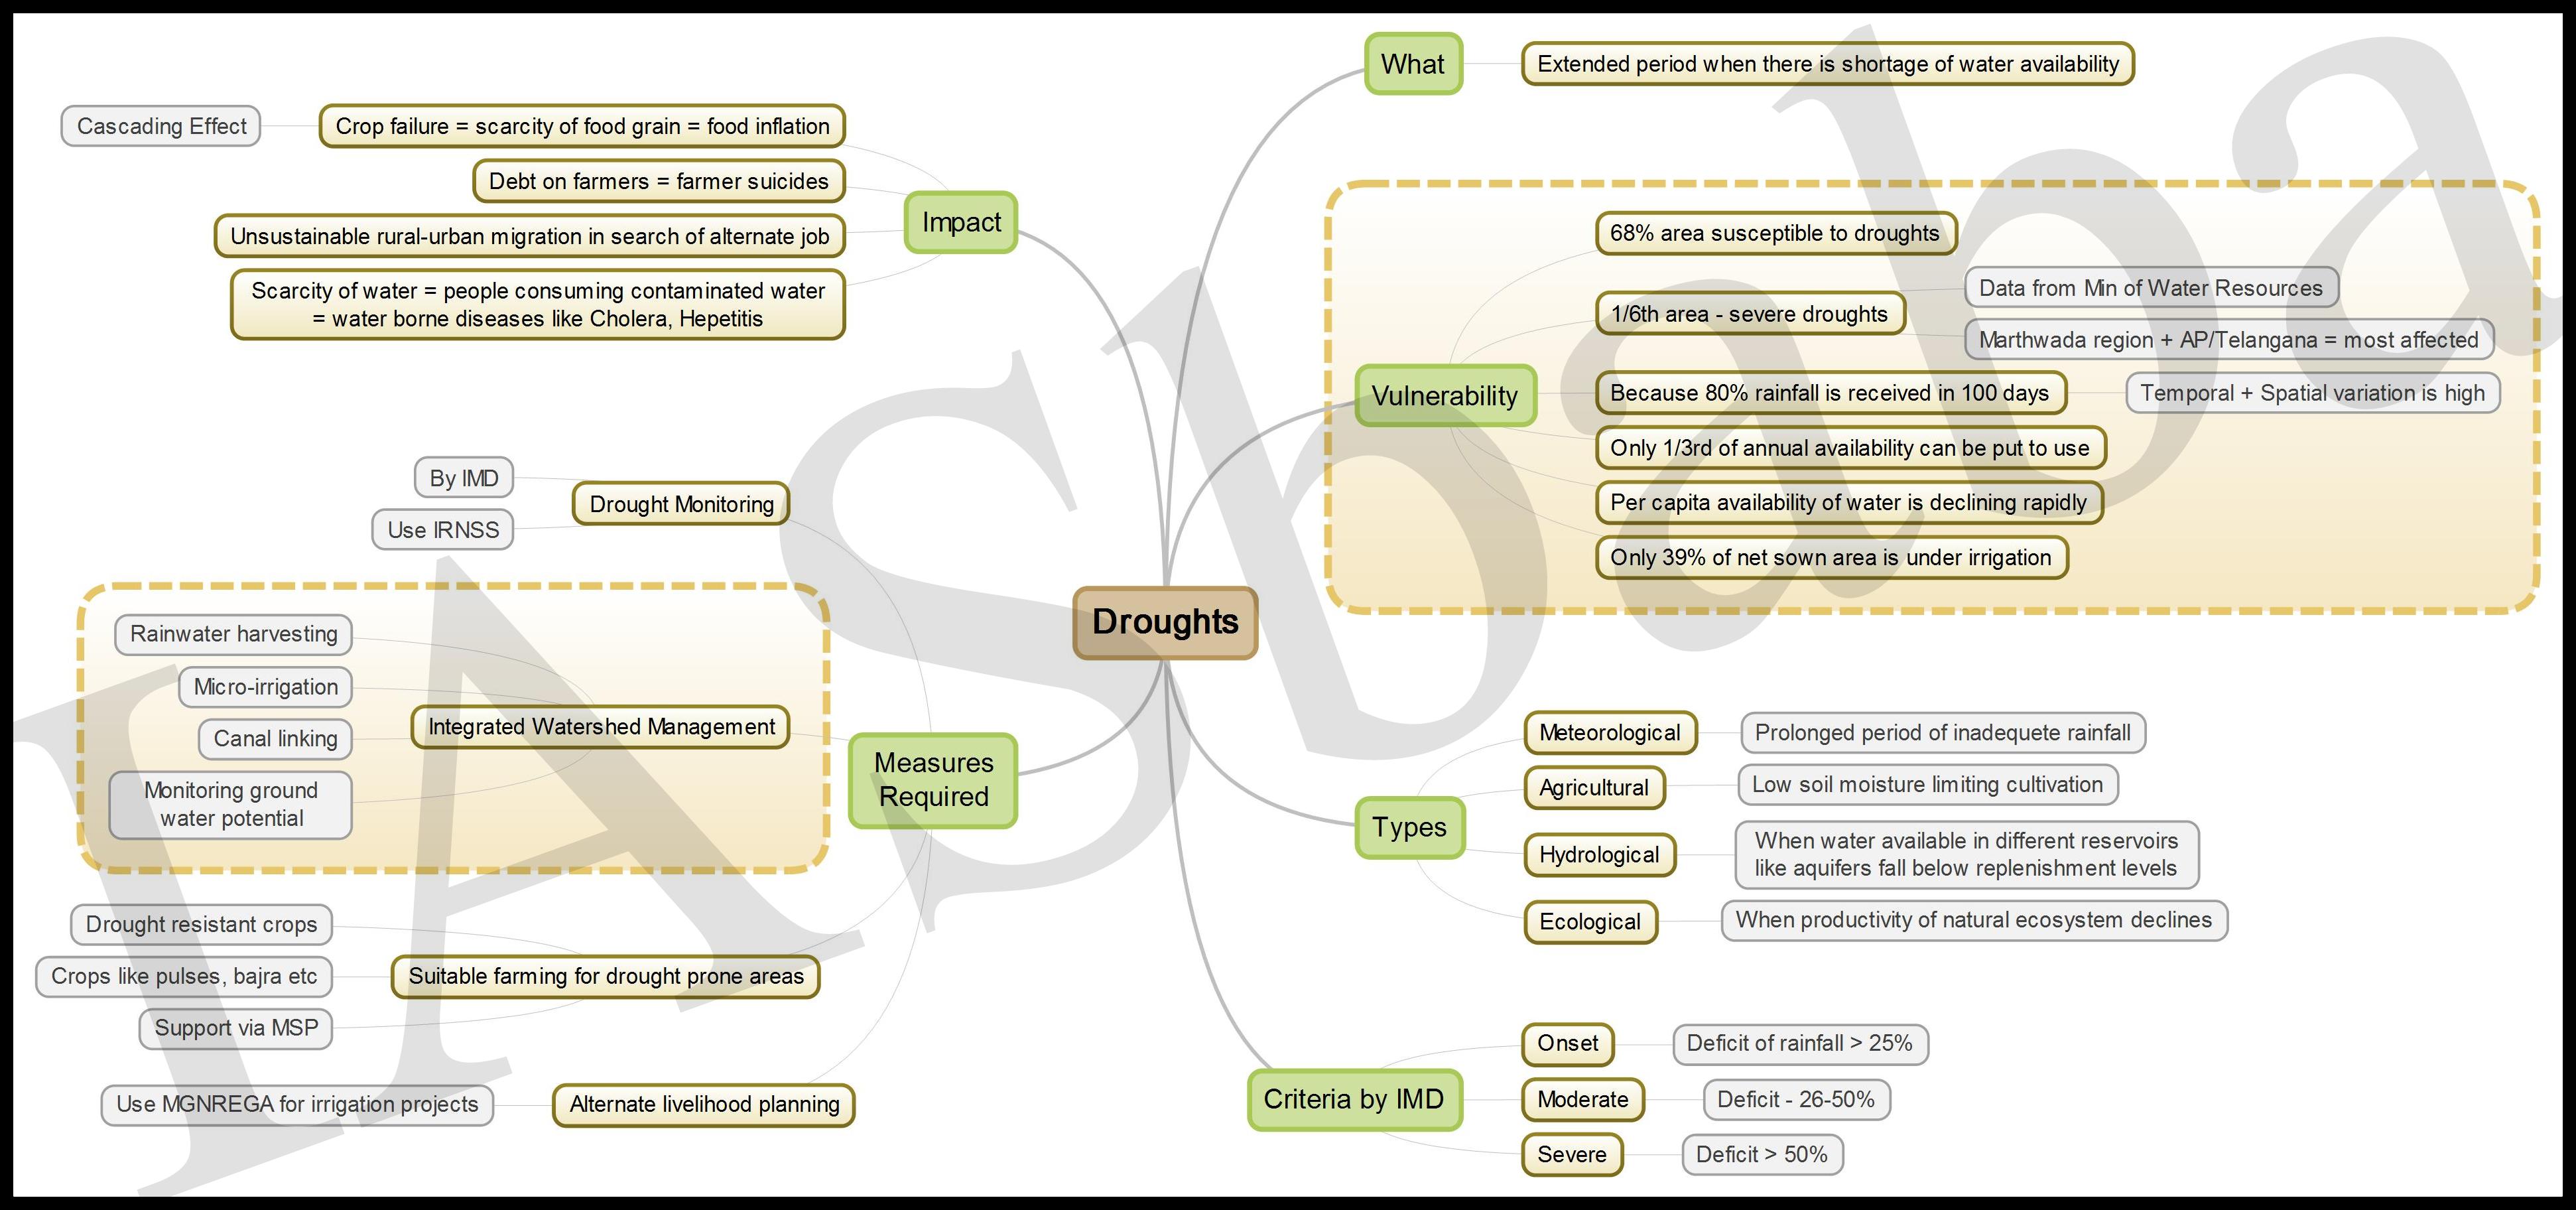 Droughts
What
Extended period when there is shortage of water availability
Vulnerability
68% area susceptible to droughts
1/6th area - severe droughts
Data from Min of Water Resources
Marthwada region + AP/Telangana = most affected
Because 80% rainfall is received in 100 days
Temporal + Spatial variation is high
Only 1/3rd of annual availability can be put to use
Per capita availability of water is declining rapidly
Only 39% of net sown area is under irrigation
Types
Meteorological
Prolonged period of inadequete rainfall
Agricultural
Low soil moisture limiting cultivation
Hydrological
When water available in different reservoirs
like aquifers fall below replenishment levels
Ecological
When productivity of natural ecosystem declines
Criteria by IMD
Onset
Deficit of rainfall > 25%
Moderate
Deficit - 26-50%
Severe
Deficit > 50%
Impact
Crop failure = scarcity of food grain = food inflation
Cascading Effect
Debt on farmers = farmer suicides
Unsustainable rural-urban migration in search of alternate job
Scarcity of water = people consuming contaminated water
= water borne diseases like Cholera, Hepetitis
Measures
Required
Drought Monitoring
By IMD
Use IRNSS
Integrated Watershed Management
Rainwater harvesting
Micro-irrigation
Canal linking
Monitoring ground
water potential
Suitable farming for drought prone areas
Drought resistant crops
Crops like pulses, bajra etc
Support via MSP
Alternate livelihood planning
Use MGNREGA for irrigation projects
IASbaba